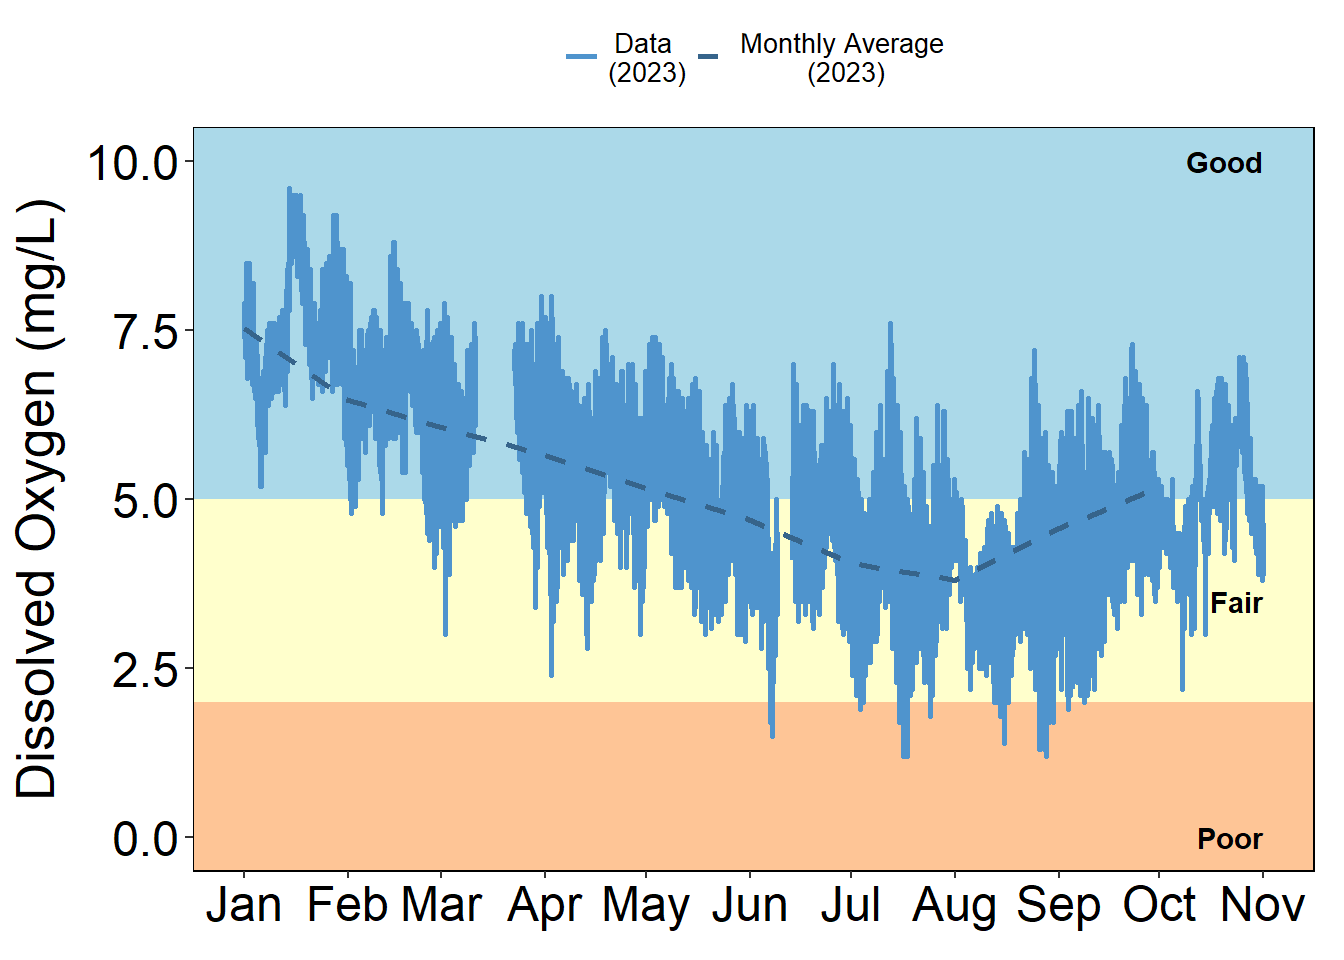 Data
(2023)
Monthly Average
(2023)
Dissolved Oxygen (mg/L)
10.0
7.5
5.0
2.5
0.0
Good
Fair
Poor
Jan Feb Mar Apr May Jun Jul Aug Sep Oct Nov